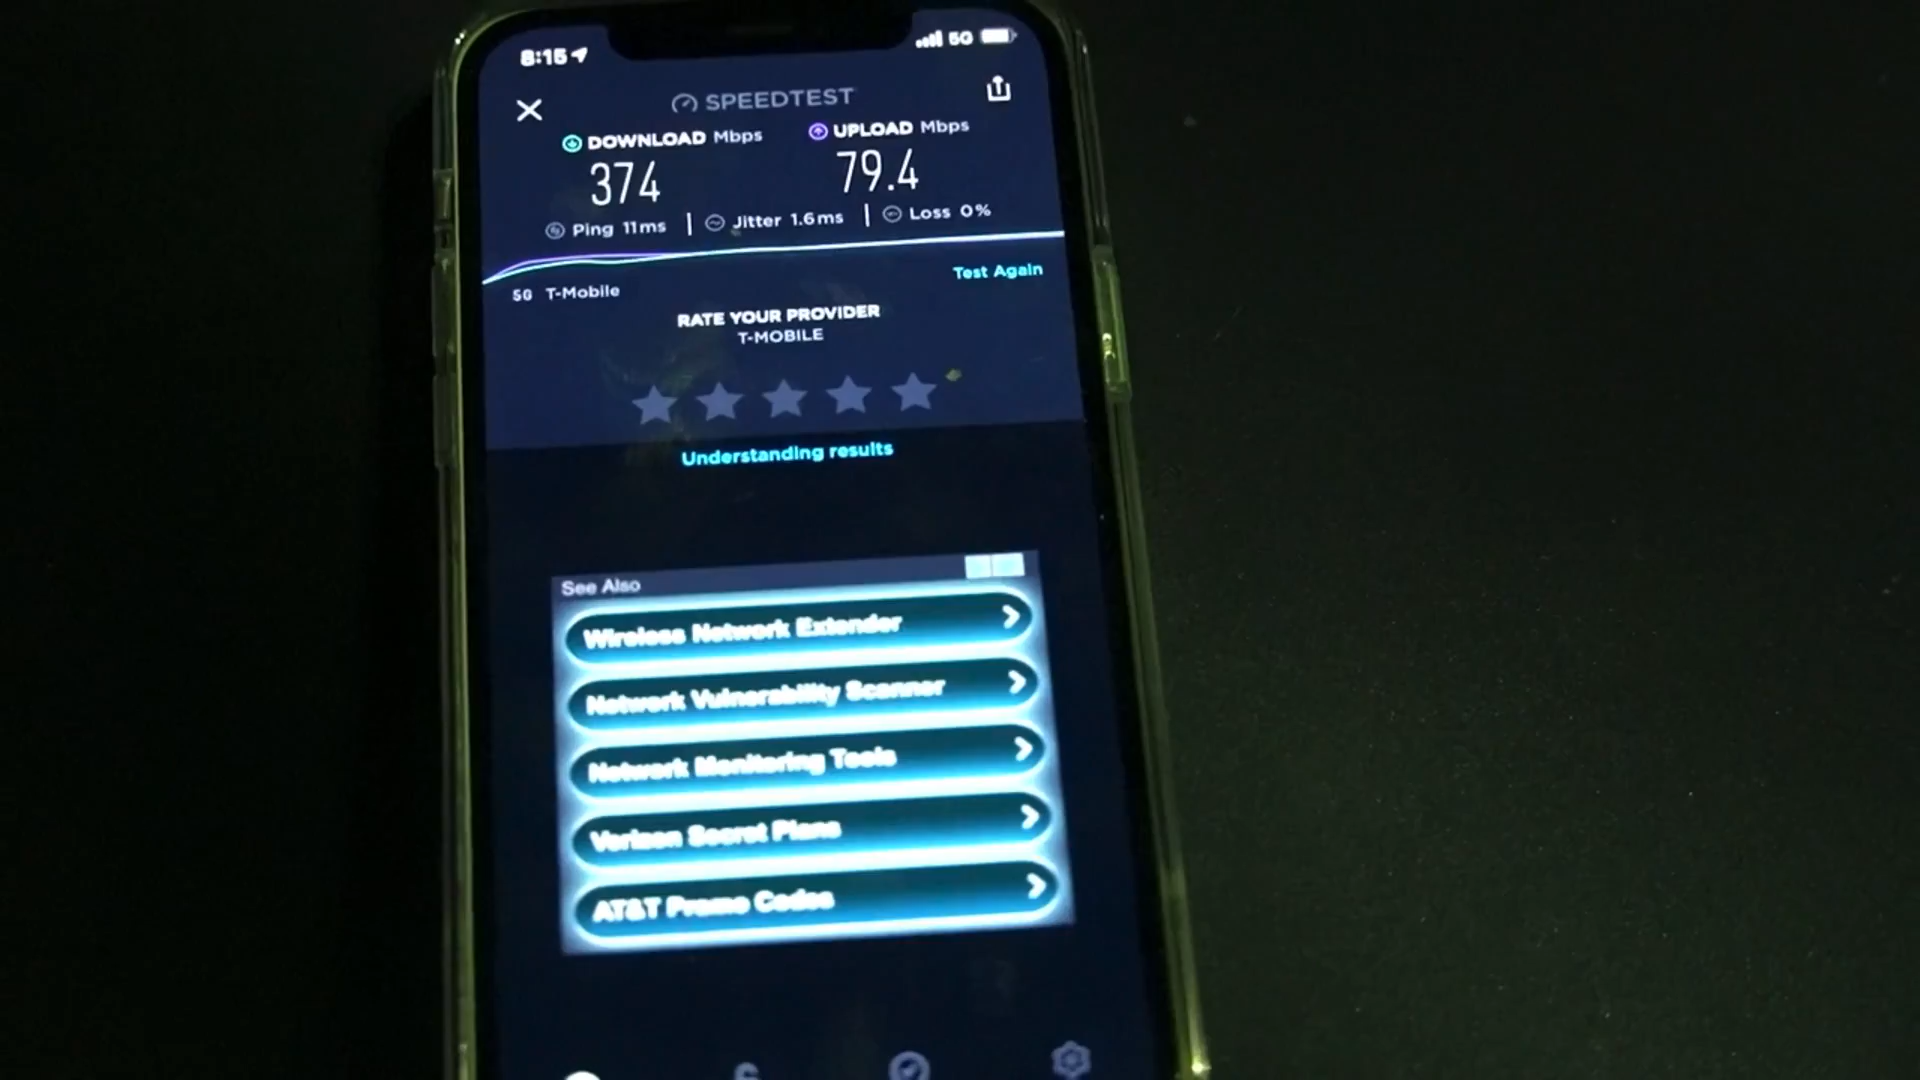 8:15 5G
SPEEDTEST
DOWNLOAD Mbps UPLOAD Mbps
374 79.4
Ping 11ms | Jitter 1.6ms | Loss 0%
Test Again
5G T-Mobile
RATE YOUR PROVIDER
T-MOBILE
Understanding results
See Also
Wireless Network Extender
Network Vulnerability Scanner
Network Monitoring Tools
Verizon Secret Plans
AT&T Promo Codes